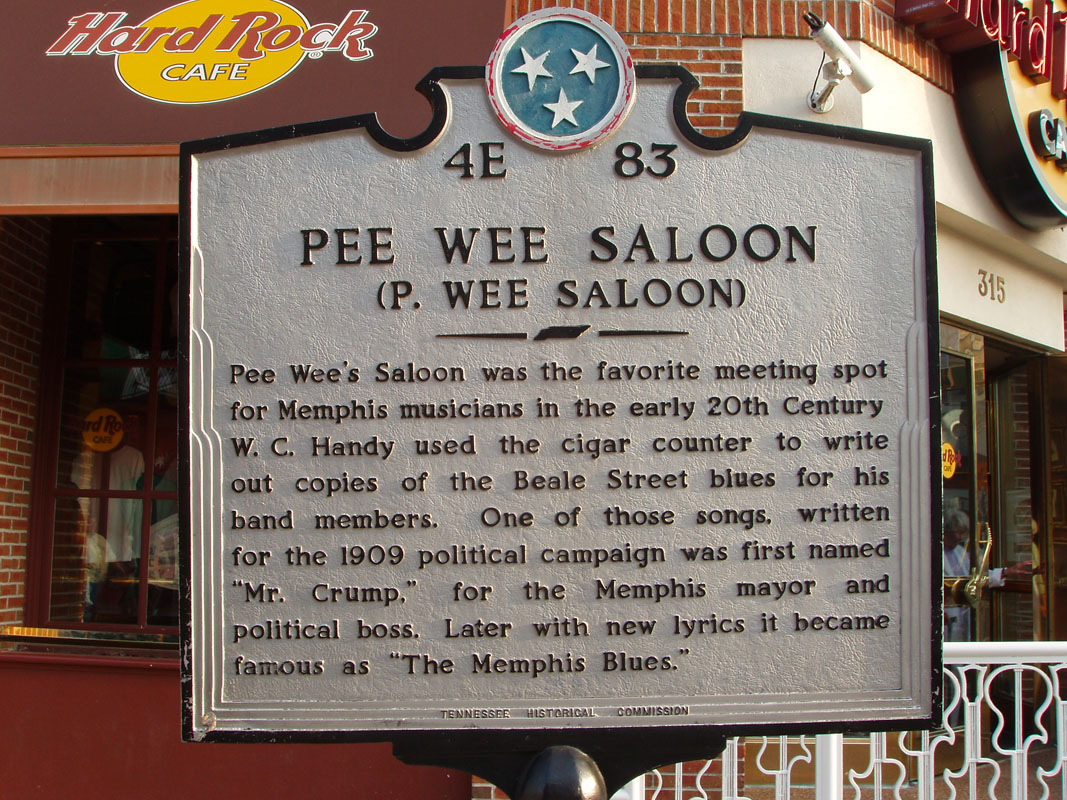 Hard Rock
CAFE
4E 83
PEE WEE SALOON
(P. WEE SALOON)
Pee Wee's Saloon was the favorite meeting spot
for Memphis musicians in the early 20th Century
W. C. Handy used the cigar counter to write
out copies of the Beale Street blues for his
band members. One of those songs, written
for the 1909 political campaign was first named
"Mr. Crump," for the Memphis mayor and
political boss. Later with new lyrics it became
famous as "The Memphis Blues."
TENNESSEE HISTORICAL COMMISSION
315